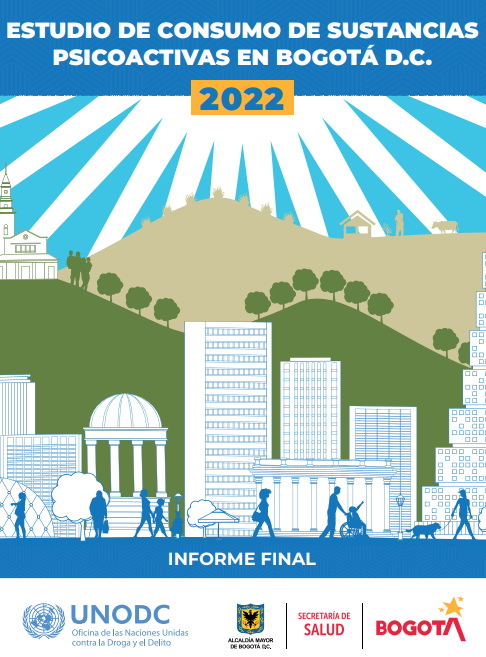 ESTUDIO DE CONSUMO DE SUSTANCIAS
PSICOACTIVAS EN BOGOTÁ D.C.
2022
INFORME FINAL
UNODC
Oficina de las Naciones Unidas
contra la Droga y el Delito
ALCALDÍA MAYOR
DE BOGOTÁ D.C.
SECRETARÍA DE
SALUD
BOGOTÁ